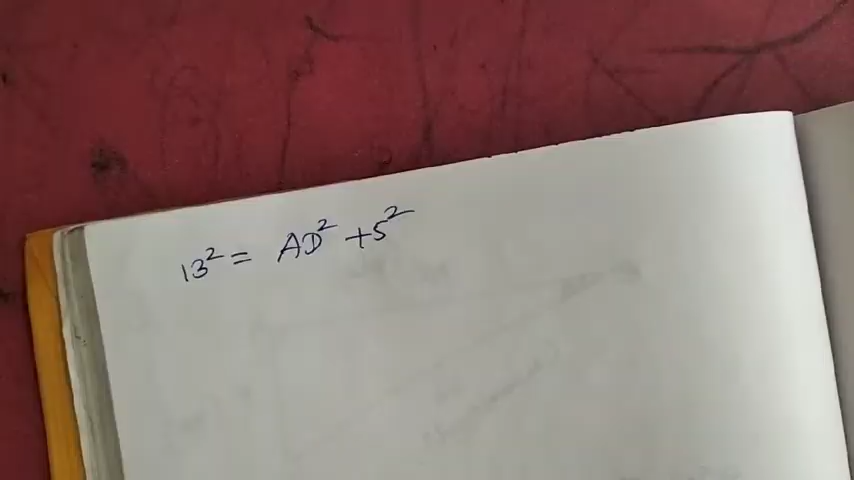 13² = AD² + 5²